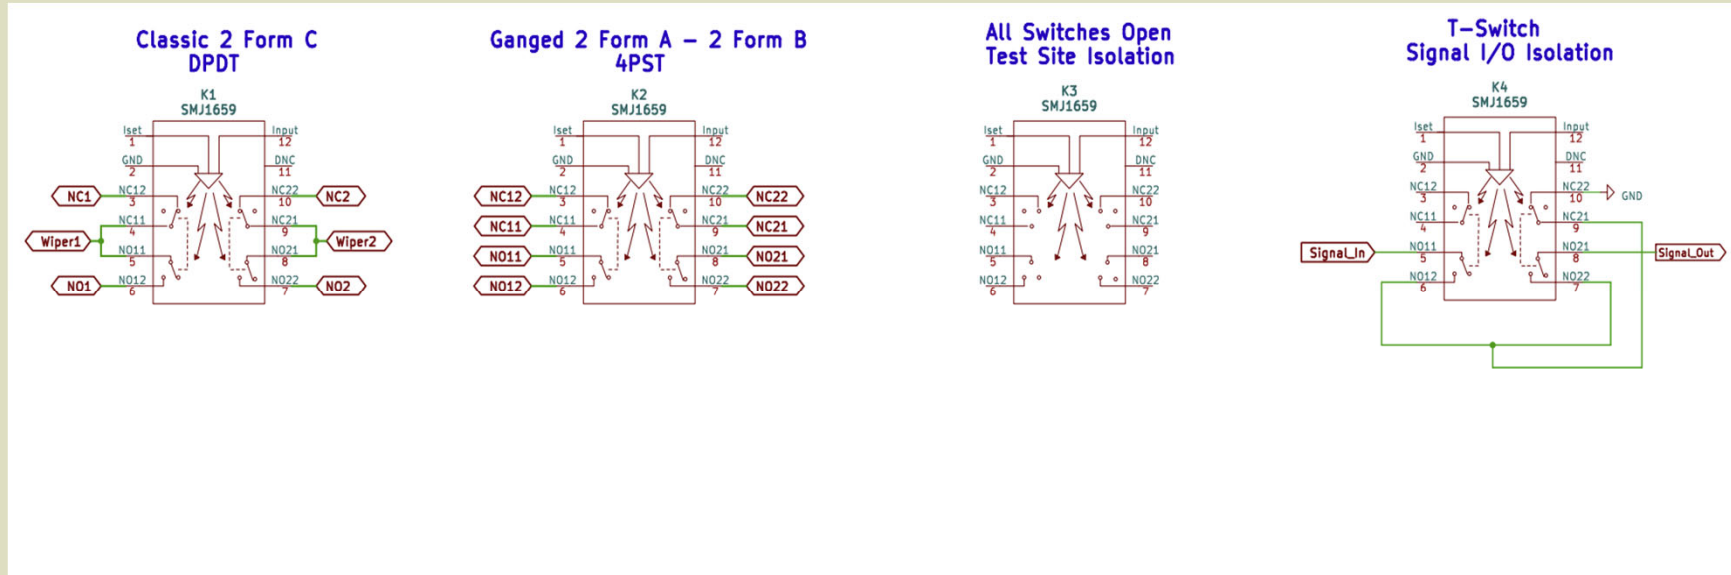 Classic 2 Form C
DPDT
K1
SMJ1659
Iset
1
Input
12
GND
2
DNC
11
NC1
NC12
3
NC22
10
NC2
NC11
4
NC21
9
Wiper1
Wiper2
NO11
5
NO21
8
NO1
NO12
6
NO22
7
NO2
Ganged 2 Form A - 2 Form B
4PST
K2
SMJ1659
Iset
1
Input
12
GND
2
DNC
11
NC12
NC12
3
NC22
10
NC22
NC11
NC11
4
NC21
9
NC21
NO11
NO11
5
NO21
8
NO21
NO12
NO12
6
NO22
7
NO22
All Switches Open
Test Site Isolation
K3
SMJ1659
Iset
1
Input
12
GND
2
DNC
11
NC12
3
NC22
10
NC11
4
NC21
9
NO11
5
NO21
8
NO12
6
NO22
7
T-Switch
Signal I/O Isolation
K4
SMJ1659
Iset
1
Input
12
GND
2
DNC
11
NC12
3
NC22
10
GND
NC11
4
NC21
9
Signal_In
NO11
5
NO21
8
Signal_Out
NO12
6
NO22
7